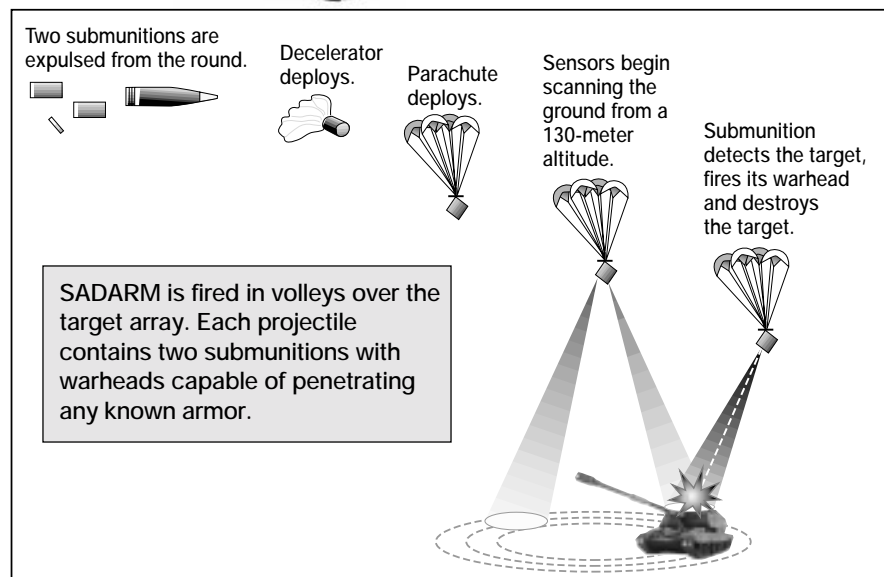 Two submunitions are
expulsed from the round.
Decelerator
deploys.
Parachute
deploys.
Sensors begin
scanning the
ground from a
130-meter
altitude.
Submunition
detects the target,
fires its warhead
and destroys
the target.
SADARM is fired in volleys over the
target array. Each projectile
contains two submunitions with
warheads capable of penetrating
any known armor.